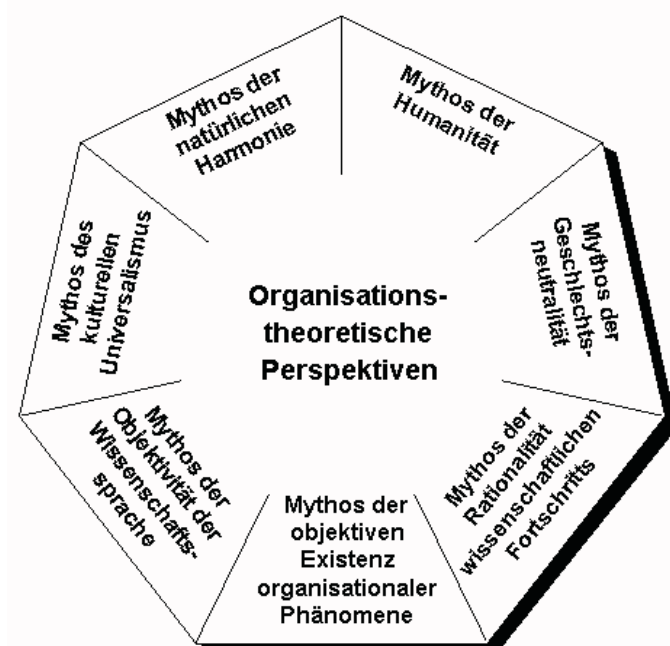 Mythos der
natürlichen
Harmonie
Mythos der
Humanität
Mythos des
kulturellen
Universalismus
Mythos der
Geschlechts-
neutralität
Organisations-
theoretische
Perspektiven
Mythos der
Objektivität der
Wissenschafts-
sprache
Mythos der
Rationalität
wissenschaftlichen
Fortschritts
Mythos der
objektiven
Existenz
organisationaler
Phänomene